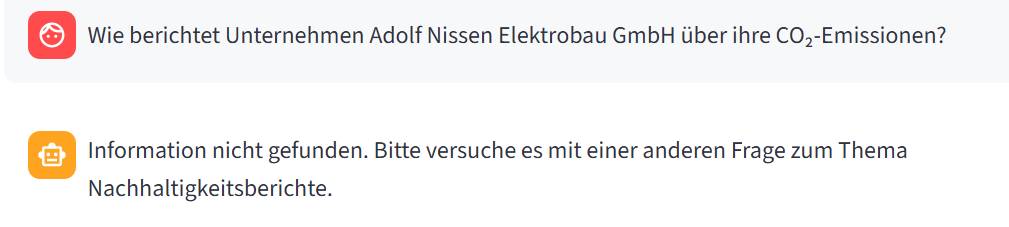 Wie berichtet Unternehmen Adolf Nissen Elektrobau GmbH über ihre CO₂-Emissionen?
Information nicht gefunden. Bitte versuche es mit einer anderen Frage zum Thema
Nachhaltigkeitsberichte.